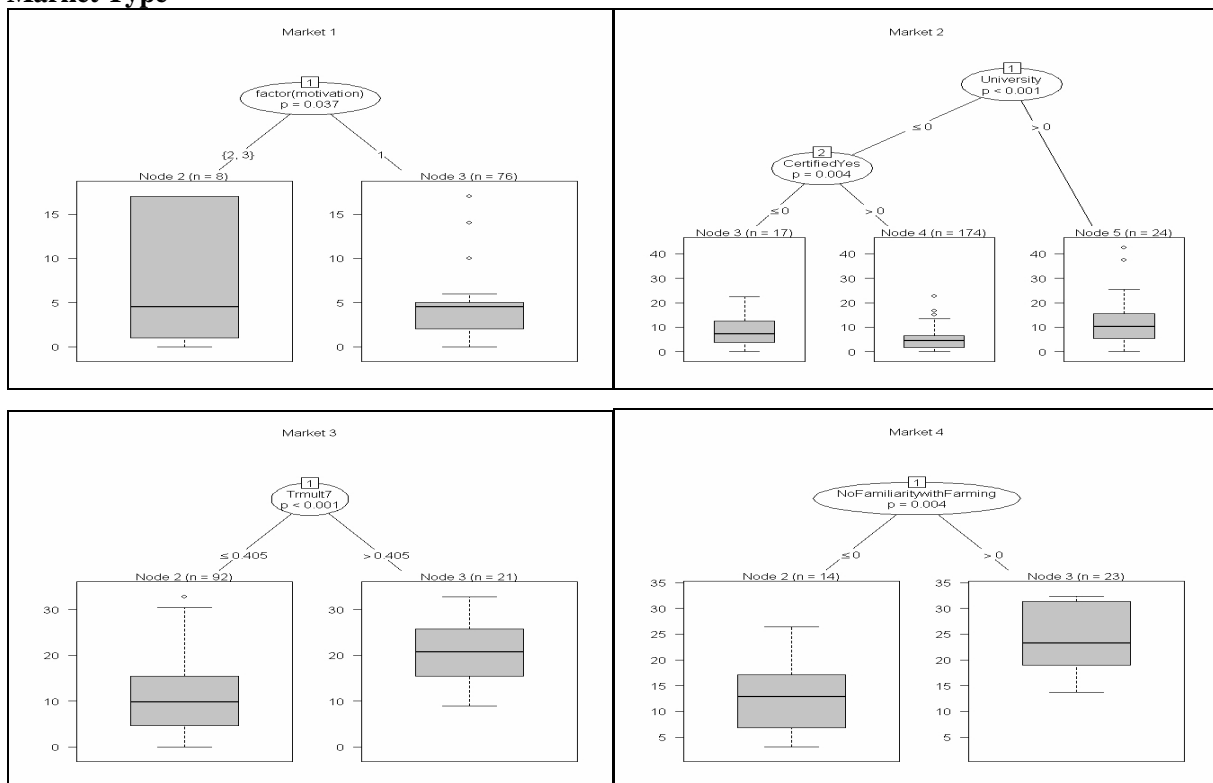 Market Type
Market 1
1
factor(motivation)
p = 0.037
{2, 3}
1
Node 2 (n = 8)
Node 3 (n = 76)
15
10
5
0
15
10
5
0
Market 2
1
University
p < 0.001
≤ 0
> 0
2
CertifiedYes
p = 0.004
≤ 0
> 0
Node 3 (n = 17)
Node 4 (n = 174)
Node 5 (n = 24)
40
30
20
10
0
40
30
20
10
0
40
30
20
10
0
Market 3
1
Trmult7
p < 0.001
≤ 0.405
> 0.405
Node 2 (n = 92)
Node 3 (n = 21)
30
20
10
0
30
20
10
0
Market 4
1
NoFamiliaritywithFarming
p = 0.004
≤ 0
> 0
Node 2 (n = 14)
Node 3 (n = 23)
35
30
25
20
15
10
5
35
30
25
20
15
10
5